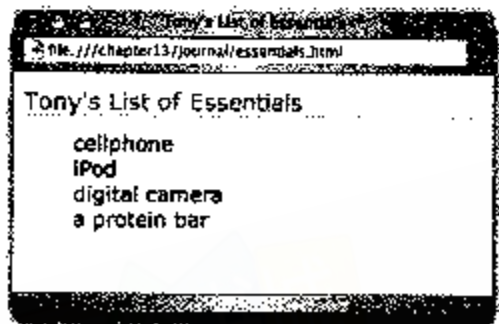 Tony's List of Essentials
file:///chapter13/journal/essentials.html
Tony's List of Essentials
cellphone
iPod
digital camera
a protein bar